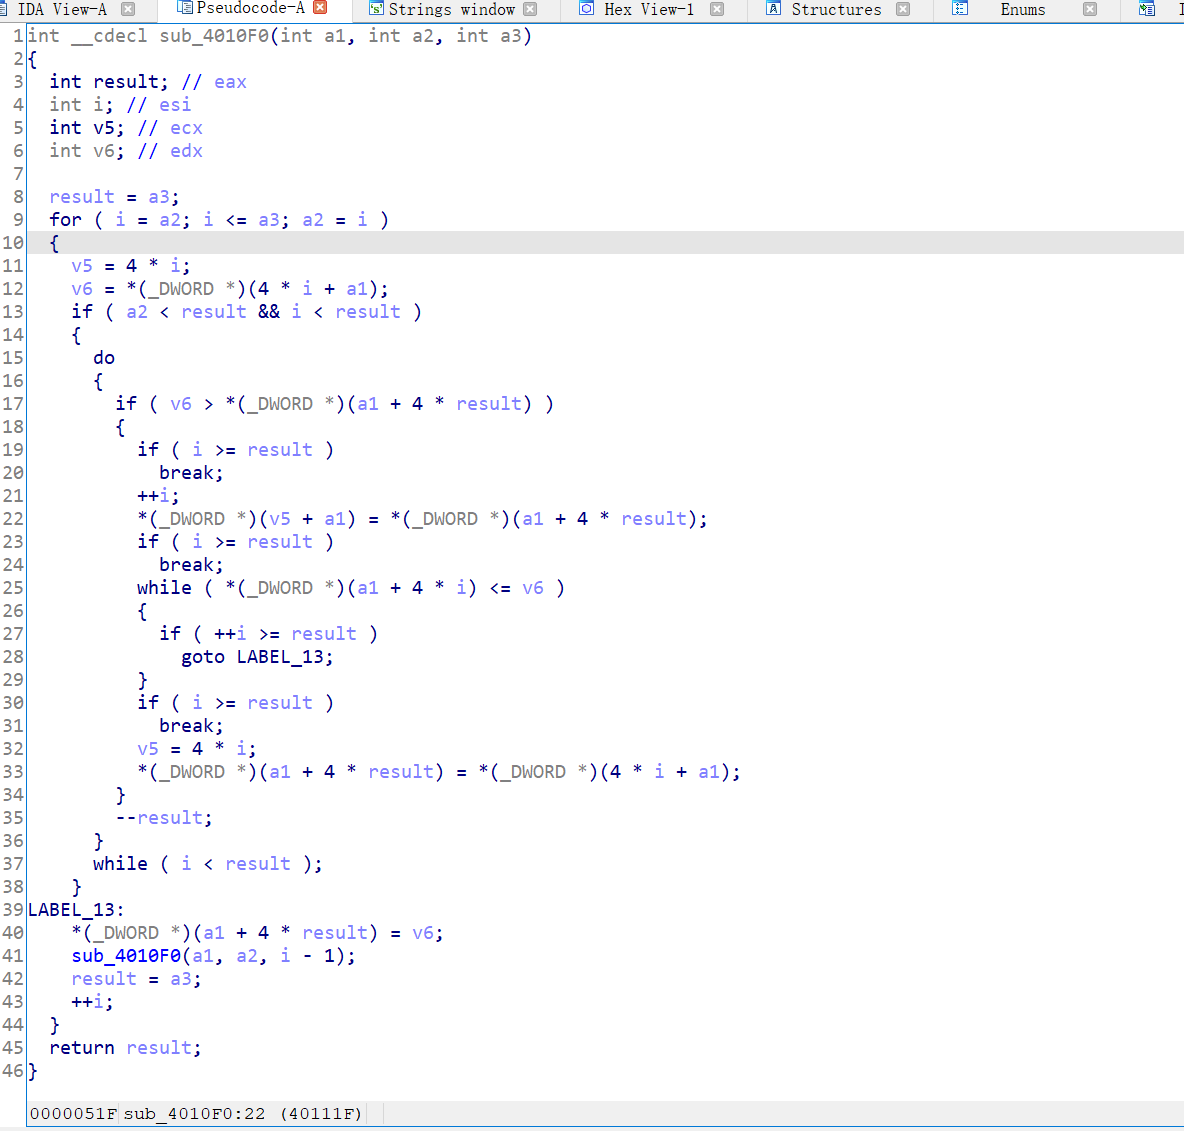 IDA View-A Pseudocode-A Strings window Hex View-1 Structures Enums
1 int __cdecl sub_4010F0(int a1, int a2, int a3)
2 {
3   int result; // eax
4   int i; // esi
5   int v5; // ecx
6   int v6; // edx
7
8   result = a3;
9   for ( i = a2; i <= a3; a2 = i )
10   {
11     v5 = 4 * i;
12     v6 = *(_DWORD *)(4 * i + a1);
13     if ( a2 < result && i < result )
14     {
15       do
16       {
17         if ( v6 > *(_DWORD *)(a1 + 4 * result) )
18         {
19           if ( i >= result )
20             break;
21           ++i;
22           *(_DWORD *)(v5 + a1) = *(_DWORD *)(a1 + 4 * result);
23           if ( i >= result )
24             break;
25           while ( *(_DWORD *)(a1 + 4 * i) <= v6 )
26           {
27             if ( ++i >= result )
28               goto LABEL_13;
29           }
30           if ( i >= result )
31             break;
32           v5 = 4 * i;
33           *(_DWORD *)(a1 + 4 * result) = *(_DWORD *)(4 * i + a1);
34         }
35         --result;
36       }
37       while ( i < result );
38     }
39 LABEL_13:
40     *(_DWORD *)(a1 + 4 * result) = v6;
41     sub_4010F0(a1, a2, i - 1);
42     result = a3;
43     ++i;
44   }
45   return result;
46 }
0000051F sub_4010F0:22 (40111F)